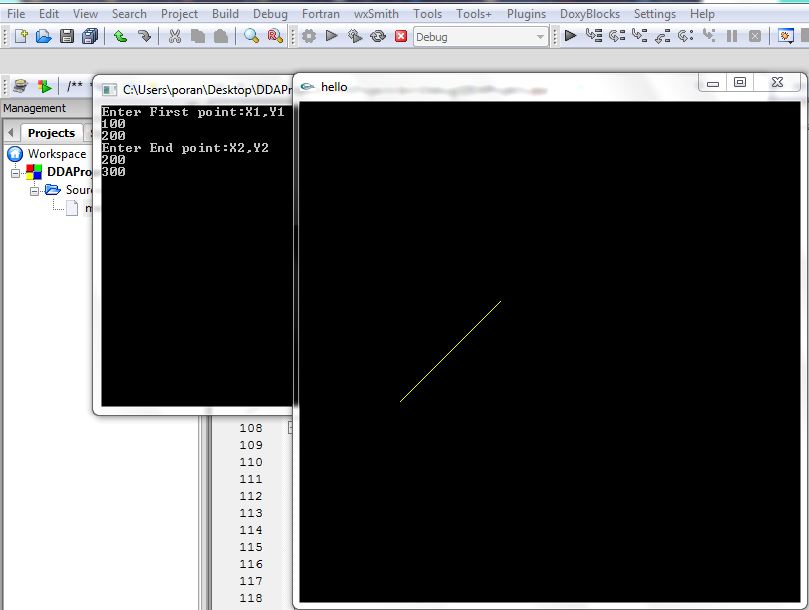 File Edit View Search Project Build Debug Fortran wxSmith Tools Tools+ Plugins DoxyBlocks Settings Help
Debug
/**
Management
Projects
Workspace
DDAPro
Sour
m
C:\Users\poran\Desktop\DDAPr
Enter First point:X1,Y1
100
200
Enter End point:X2,Y2
200
300
hello
108
109
110
111
112
113
114
115
116
117
118